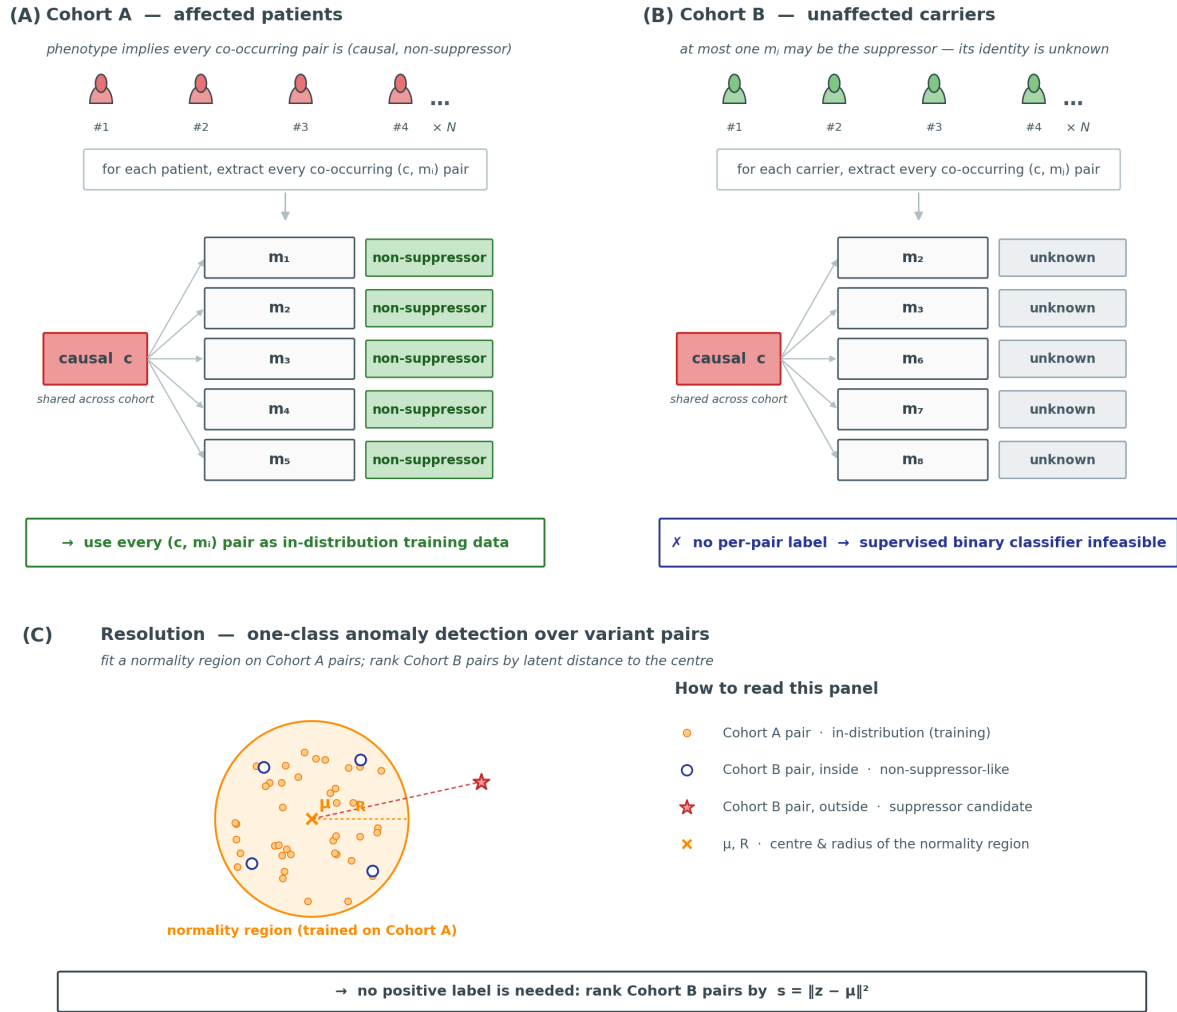 (A) Cohort A — affected patients
phenotype implies every co-occurring pair is (causal, non-suppressor)
#1 #2 #3 #4 ... × N
for each patient, extract every co-occurring (c, mᵢ) pair
m₁ non-suppressor
m₂ non-suppressor
causal c
m₃ non-suppressor
shared across cohort
m₄ non-suppressor
m₅ non-suppressor
→ use every (c, mᵢ) pair as in-distribution training data
(B) Cohort B — unaffected carriers
at most one mⱼ may be the suppressor — its identity is unknown
#1 #2 #3 #4 ... × N
for each carrier, extract every co-occurring (c, mⱼ) pair
m₂ unknown
m₃ unknown
causal c
m₆ unknown
shared across cohort
m₇ unknown
m₈ unknown
✗ no per-pair label → supervised binary classifier infeasible
(C) Resolution — one-class anomaly detection over variant pairs
fit a normality region on Cohort A pairs; rank Cohort B pairs by latent distance to the centre
μ R
normality region (trained on Cohort A)
How to read this panel
Cohort A pair · in-distribution (training)
Cohort B pair, inside · non-suppressor-like
Cohort B pair, outside · suppressor candidate
μ, R · centre & radius of the normality region
→ no positive label is needed: rank Cohort B pairs by s = ‖z − μ‖²